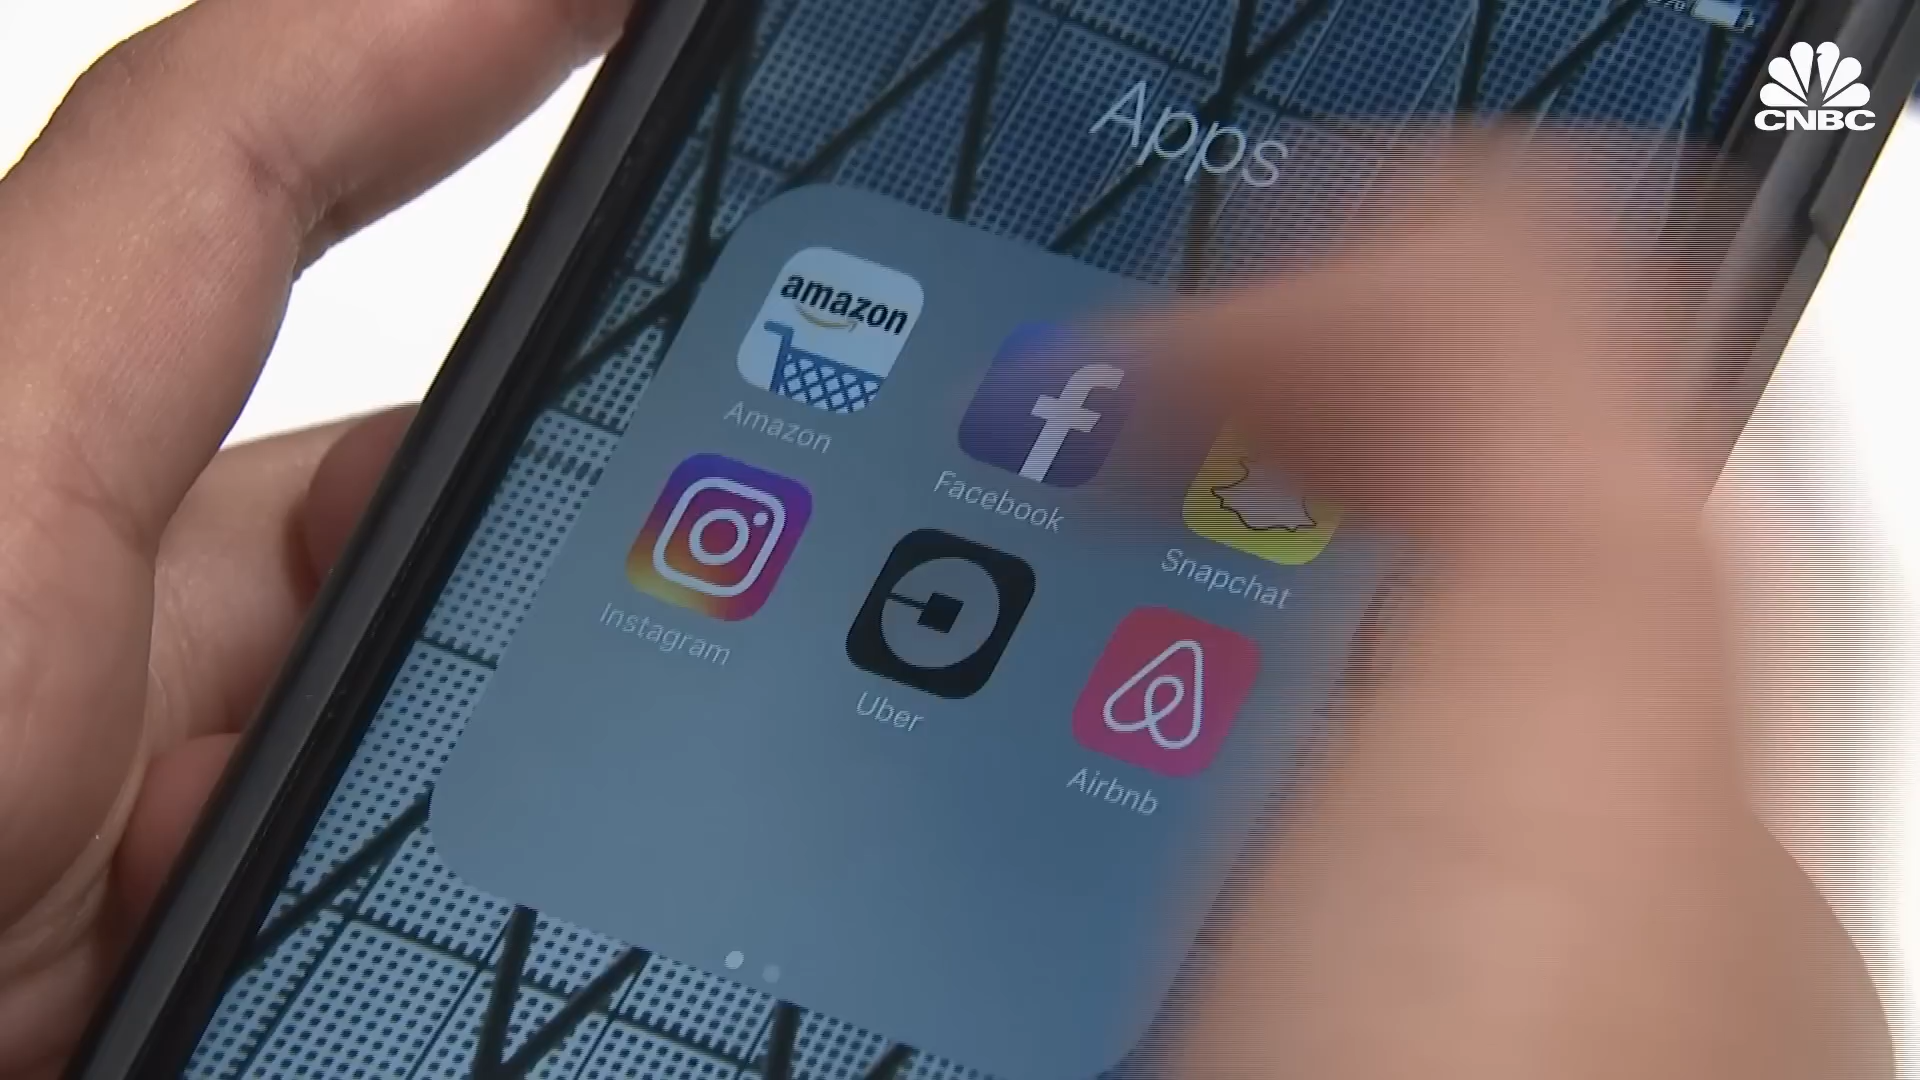 CNBC
Apps
amazon
Amazon
Facebook
Snapchat
Instagram
Uber
Airbnb